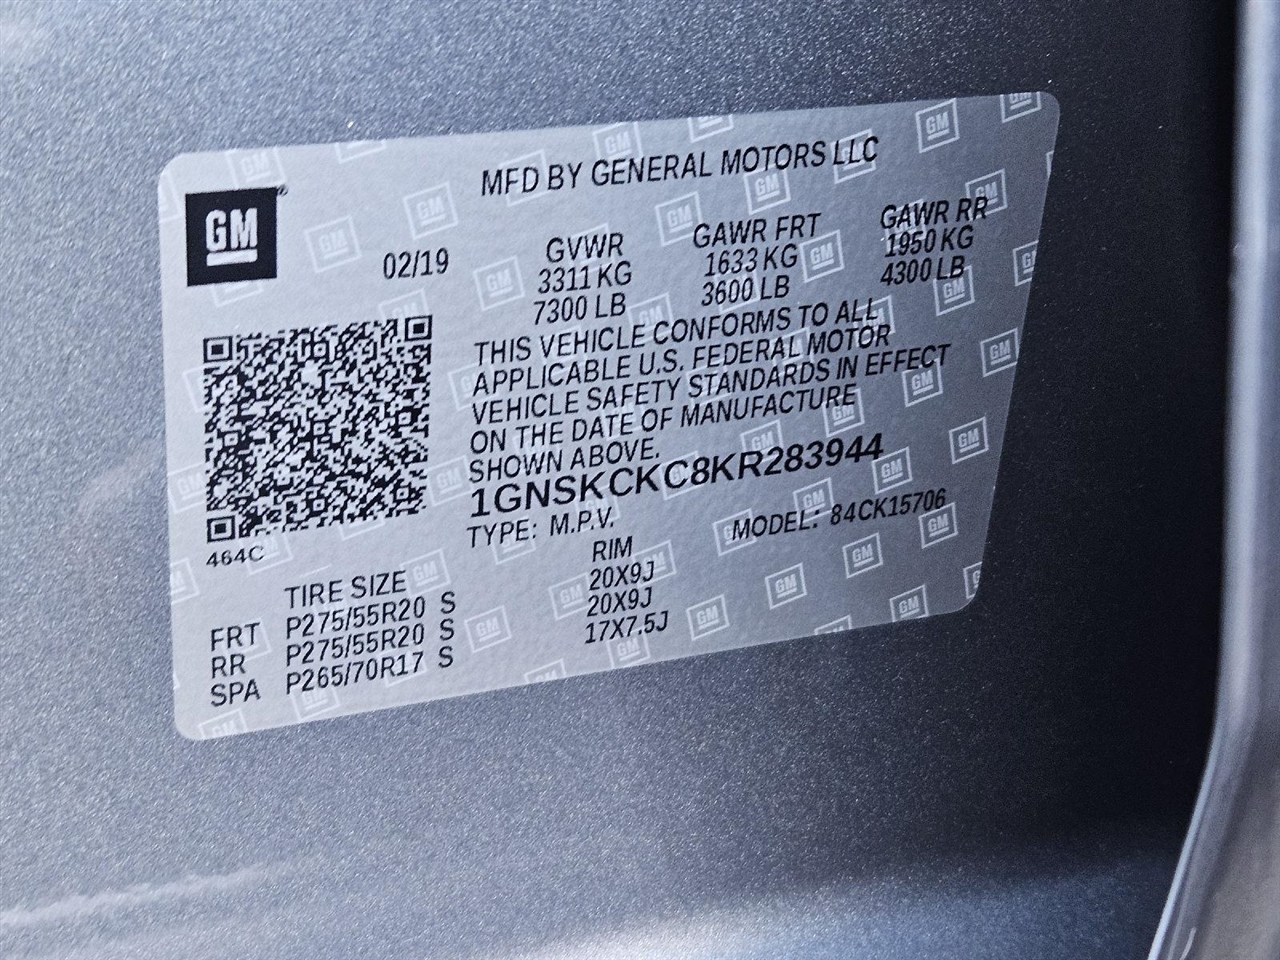 MFD BY GENERAL MOTORS LLC
GM
02/19
GVWR
3311 KG
7300 LB
GAWR FRT
1633 KG
3600 LB
GAWR RR
1950 KG
4300 LB
THIS VEHICLE CONFORMS TO ALL
APPLICABLE U.S. FEDERAL MOTOR
VEHICLE SAFETY STANDARDS IN EFFECT
ON THE DATE OF MANUFACTURE
SHOWN ABOVE.
1GNSKCKC8KR283944
TYPE: M.P.V. MODEL: 84CK15706
464C
TIRE SIZE RIM
FRT P275/55R20 S 20X9J
RR P275/55R20 S 20X9J
SPA P265/70R17 S 17X7.5J